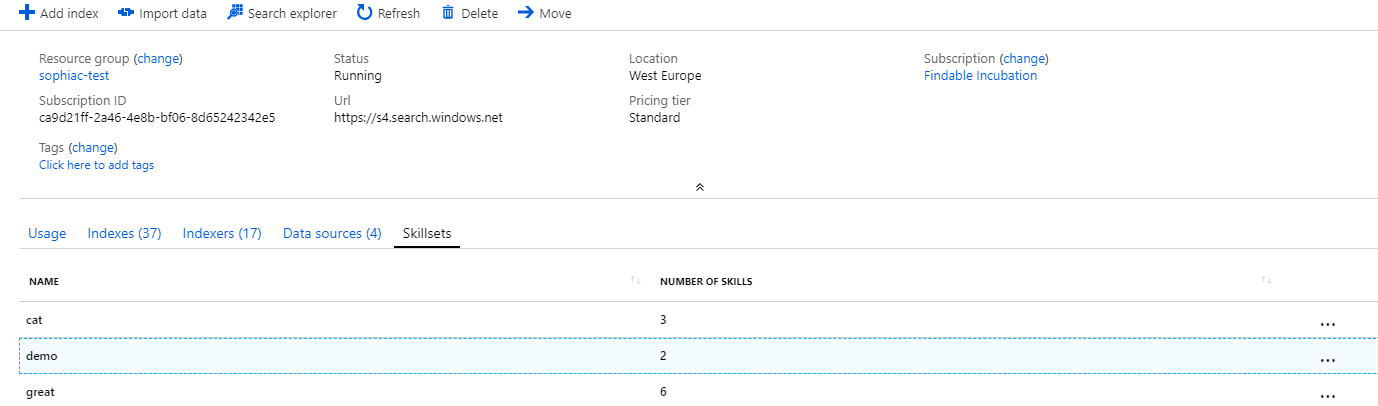 Add index Import data Search explorer Refresh Delete Move
Resource group (change) Status Location Subscription (change)
sophiac-test Running West Europe Findable Incubation
Subscription ID Url Pricing tier
ca9d21ff-2a46-4e8b-bf06-8d65242342e5 https://s4.search.windows.net Standard
Tags (change)
Click here to add tags
Usage Indexes (37) Indexers (17) Data sources (4) Skillsets
NAME NUMBER OF SKILLS
cat 3 ...
demo 2 ...
great 6 ...